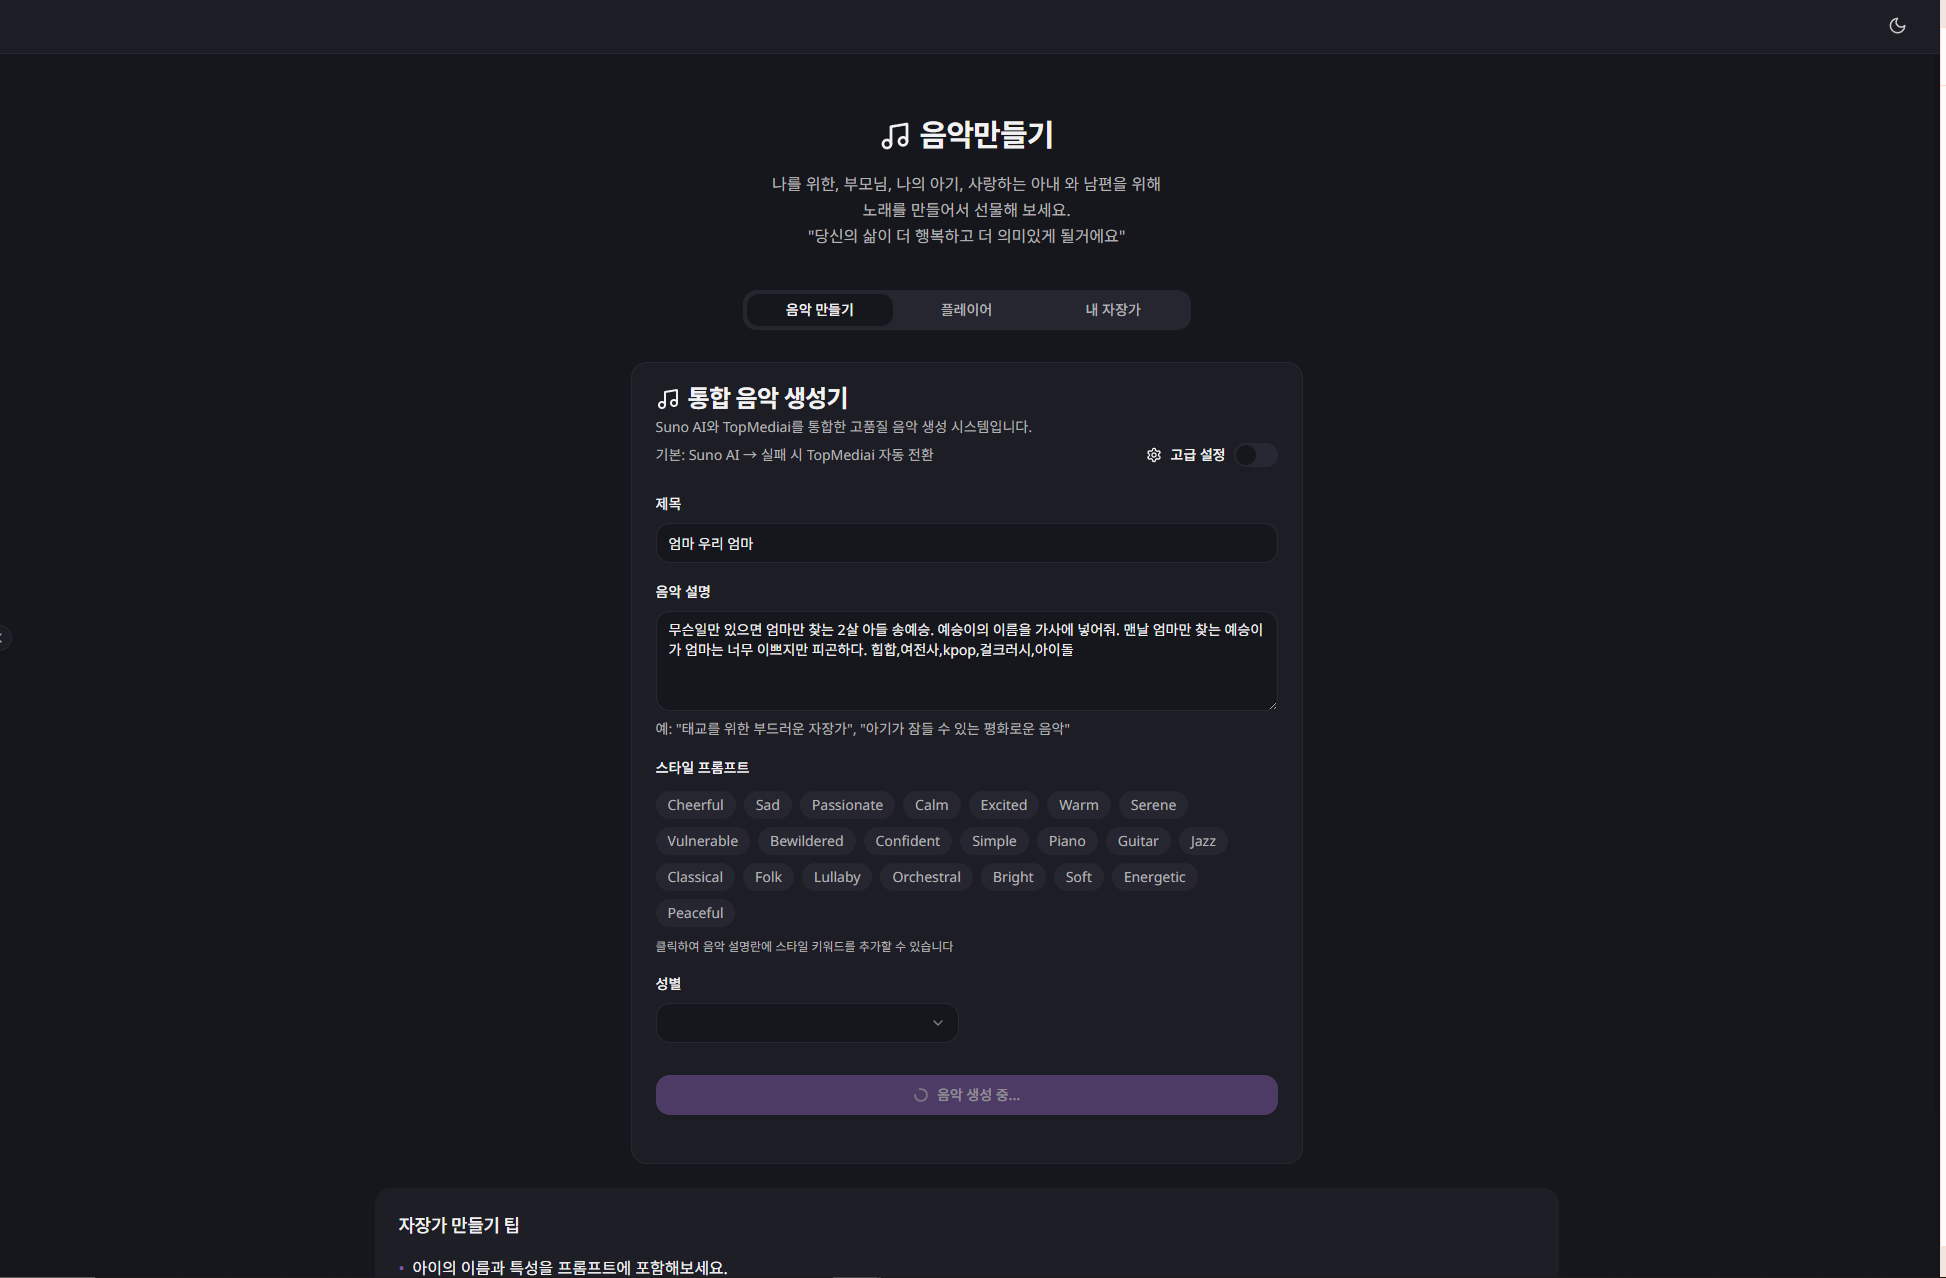 음악만들기
나를 위한, 부모님, 나의 아기, 사랑하는 아내 와 남편을 위해
노래를 만들어서 선물해 보세요.
"당신의 삶이 더 행복하고 더 의미있게 될거에요"
음악 만들기 플레이어 내 자장가
통합 음악 생성기
Suno AI와 TopMediai를 통합한 고품질 음악 생성 시스템입니다.
기본: Suno AI → 실패 시 TopMediai 자동 전환 고급 설정
제목
엄마 우리 엄마
음악 설명
무슨일만 있으면 엄마만 찾는 2살 아들 송예승. 예승이의 이름을 가사에 넣어줘. 맨날 엄마만 찾는 예승이
가 엄마는 너무 이쁘지만 피곤하다. 힙합,여전사,kpop,걸크러시,아이돌
예: "태교를 위한 부드러운 자장가", "아기가 잠들 수 있는 평화로운 음악"
스타일 프롬프트
Cheerful Sad Passionate Calm Excited Warm Serene
Vulnerable Bewildered Confident Simple Piano Guitar Jazz
Classical Folk Lullaby Orchestral Bright Soft Energetic
Peaceful
클릭하여 음악 설명란에 스타일 키워드를 추가할 수 있습니다
성별
음악 생성 중...
자장가 만들기 팁
• 아이의 이름과 특성을 프롬프트에 포함해보세요.